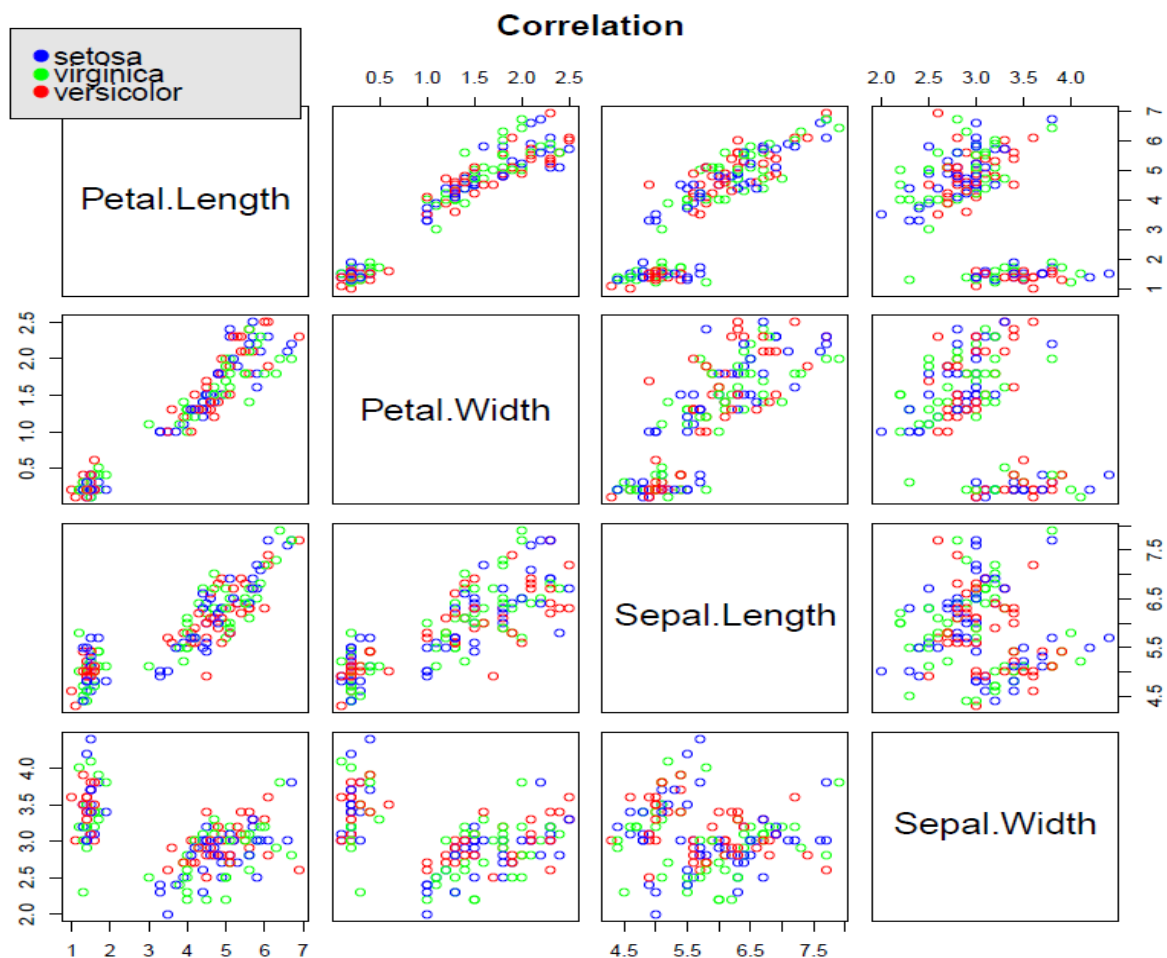 Correlation
setosa
virginica
versicolor
0.5 1.0 1.5 2.0 2.5
2.0 2.5 3.0 3.5 4.0
Petal.Length
1 2 3 4 5 6 7
0.5 1.0 1.5 2.0 2.5
Petal.Width
Sepal.Length
4.5 5.5 6.5 7.5
2.0 2.5 3.0 3.5 4.0
Sepal.Width
1 2 3 4 5 6 7
4.5 5.5 6.5 7.5